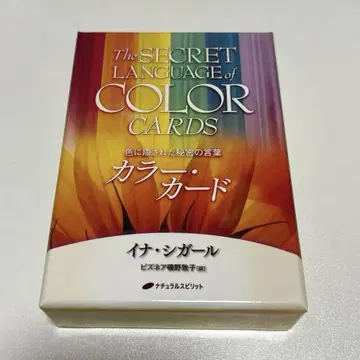 The SECRET
LANGUAGE of
COLOR
CARDS
色に隠された秘密の言葉
カラー・
カード
イナ・シガール
ビズネア磯野敦子[訳]
ナチュラルスピリット